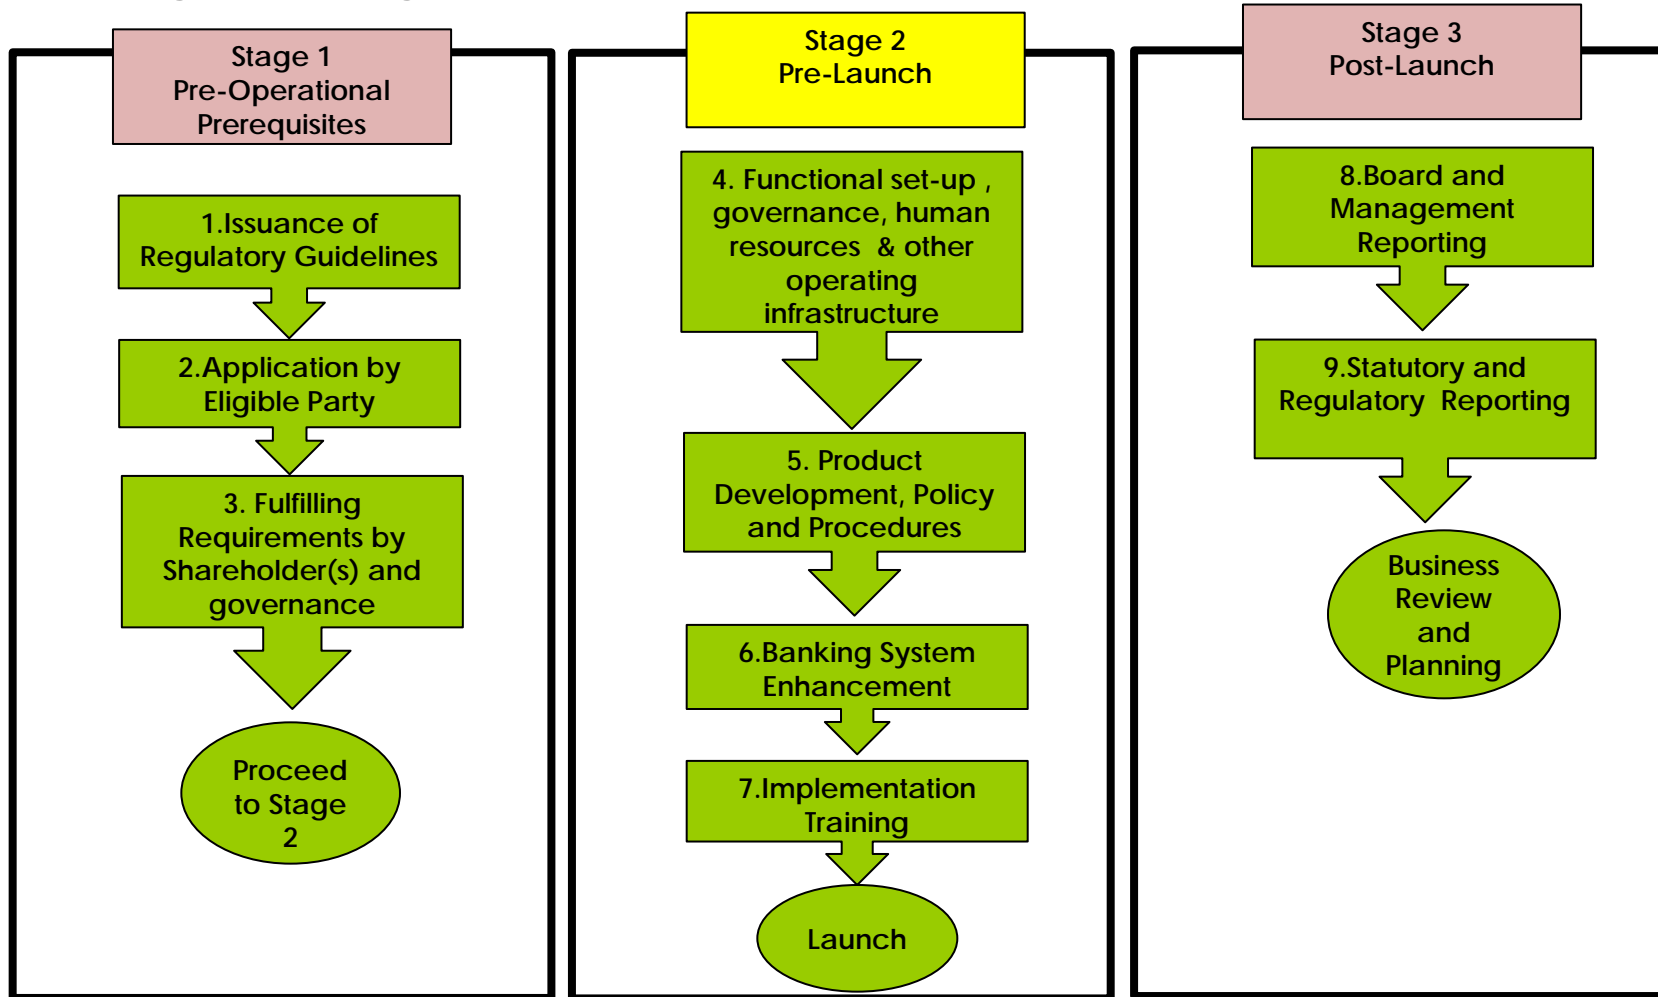 Stage 1
Pre-Operational
Prerequisites
1.Issuance of
Regulatory Guidelines
2.Application by
Eligible Party
3. Fulfilling
Requirements by
Shareholder(s) and
governance
Proceed
to Stage
2
Stage 2
Pre-Launch
4. Functional set-up ,
governance, human
resources & other
operating
infrastructure
5. Product
Development, Policy
and Procedures
6.Banking System
Enhancement
7.Implementation
Training
Launch
Stage 3
Post-Launch
8.Board and
Management
Reporting
9.Statutory and
Regulatory Reporting
Business
Review
and
Planning